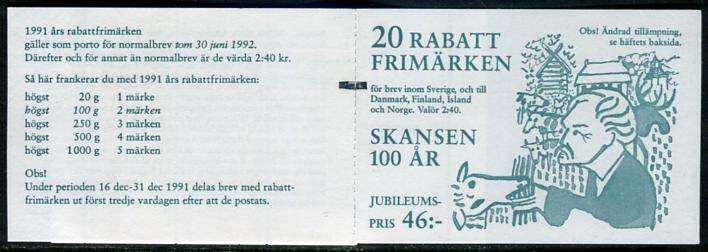 1991 års rabattfrimärken
gäller som porto för normalbrev tom 30 juni 1992.
Därefter och för annat än normalbrev är de värda 2:40 kr.
Så här frankerar du med 1991 års rabattfrimärken:
högst 20 g 1 märke
högst 100 g 2 märken
högst 250 g 3 märken
högst 500 g 4 märken
högst 1000 g 5 märken
Obs!
Under perioden 16 dec-31 dec 1991 delas brev med rabatt-
frimärken ut först tredje vardagen efter att de postats.
20 RABATT
FRIMÄRKEN
Obs! Ändrad tillämpning,
se häftets baksida.
för brev inom Sverige, och till
Danmark, Finland, Island
och Norge. Valör 2:40.
SKANSEN
100 ÅR
JUBILEUMS-
PRIS 46:-